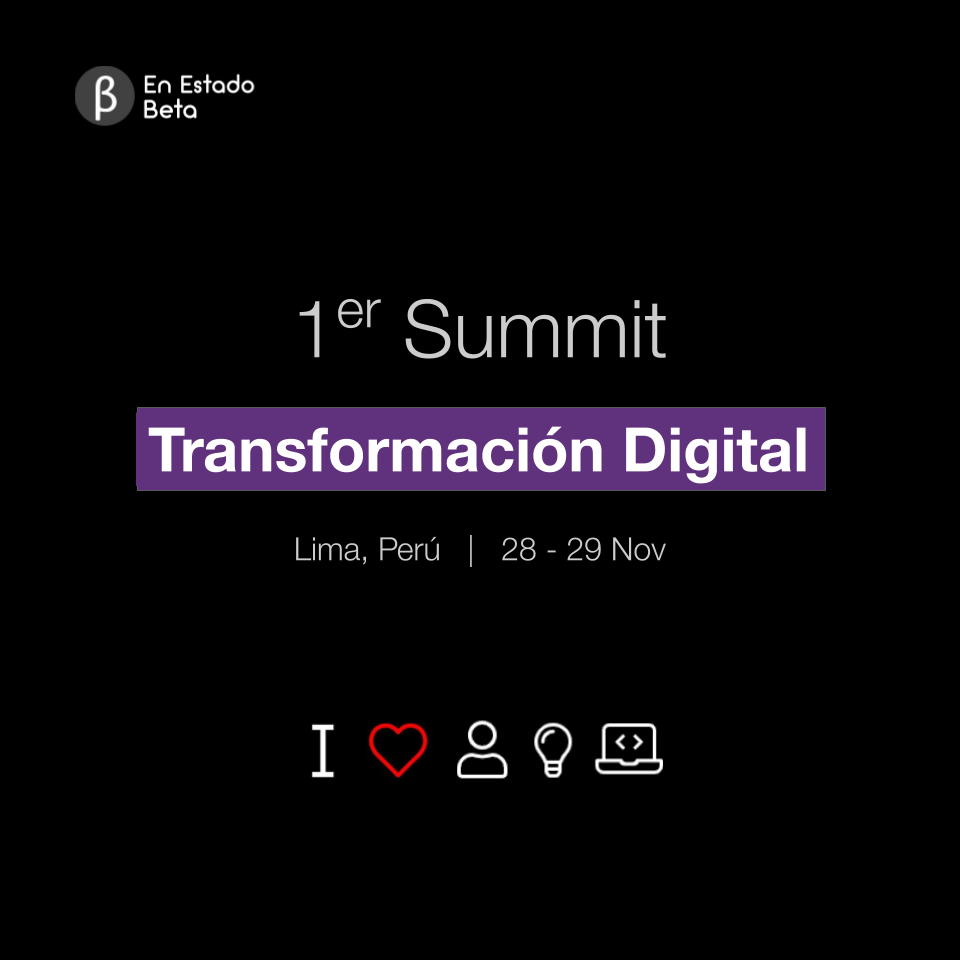 β
En Estado
Beta
1er Summit
Transformación Digital
Lima, Perú | 28 - 29 Nov
I